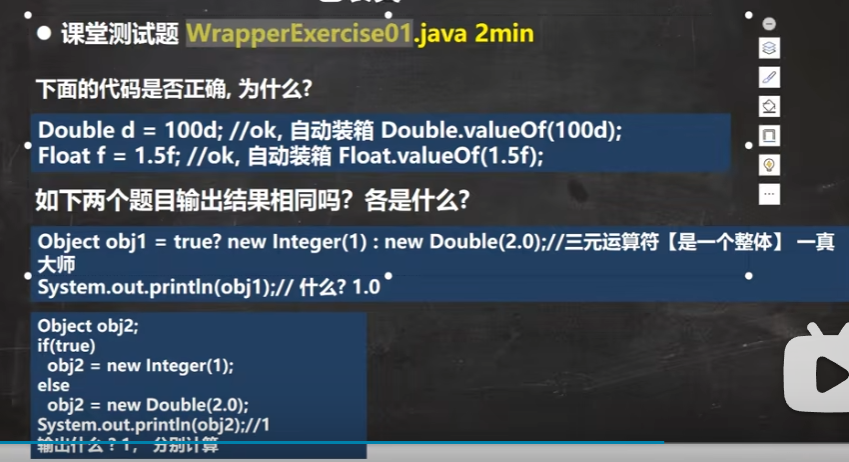 ● 课堂测试题 WrapperExercise01.java 2min
下面的代码是否正确, 为什么?
Double d = 100d; //ok, 自动装箱 Double.valueOf(100d);
Float f = 1.5f; //ok, 自动装箱 Float.valueOf(1.5f);
如下两个题目输出结果相同吗？各是什么?
Object obj1 = true? new Integer(1) : new Double(2.0);//三元运算符【是一个整体】 一真
大师
System.out.println(obj1);// 什么? 1.0
Object obj2;
if(true)
obj2 = new Integer(1);
else
obj2 = new Double(2.0);
System.out.println(obj2);//1
输出什么 ? 1， 分别计算